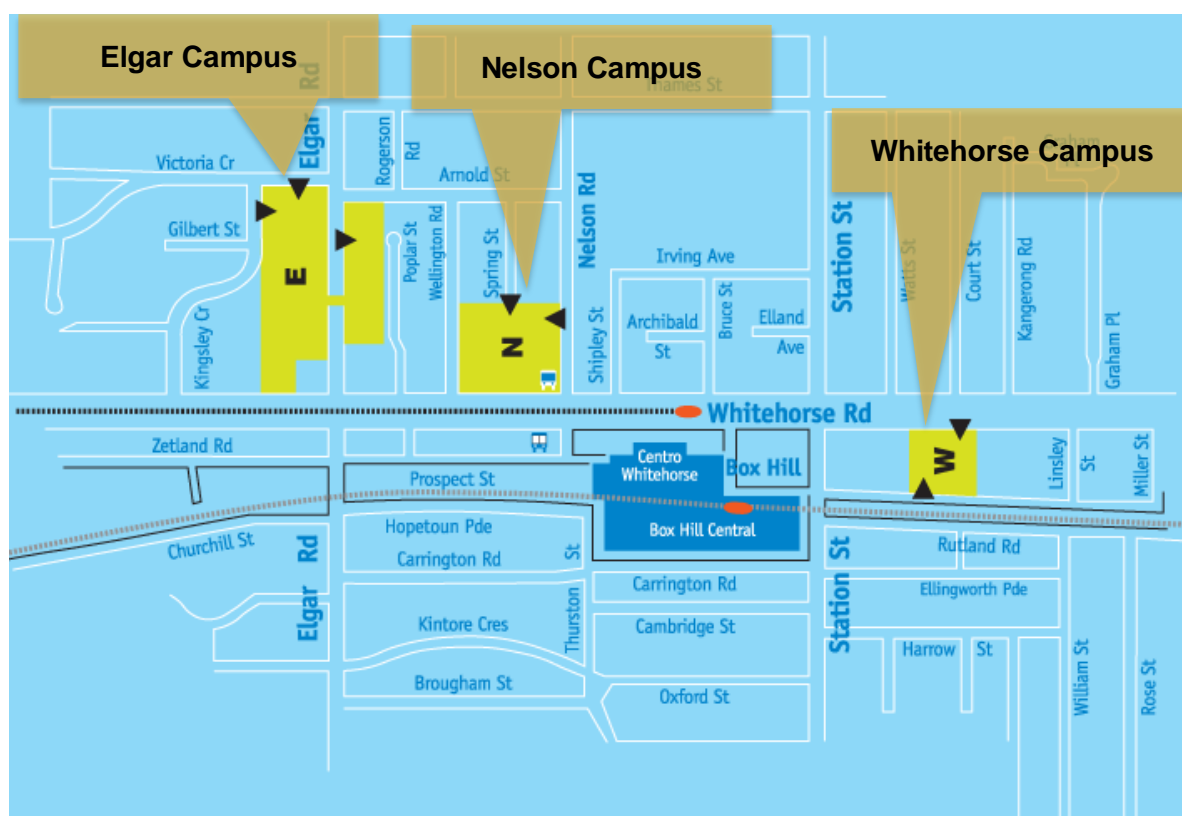 Elgar Campus
Nelson Campus
Whitehorse Campus
Thames St
Elgar Rd
Rogerson Rd
Victoria Cr
Arnold St
Nelson Rd
Station St
Watts St
Court St
Kangerong Rd
Graham
Graham Pl
Gilbert St
Kingsley Cr
E
Poplar St
Wellington Rd
Spring St
N
Shipley St
Irving Ave
Archibald St
Bruce St
Elland Ave
Whitehorse Rd
Zetland Rd
Prospect St
Centro
Whitehorse
Box Hill
Box Hill Central
W
Linsley St
Miller St
Churchill St
Elgar Rd
Hopetoun Pde
Carrington Rd
Thurston St
Carrington Rd
Station St
Rutland Rd
Ellingworth Pde
Kintore Cres
Cambridge St
Harrow St
Brougham St
Oxford St
William St
Rose St